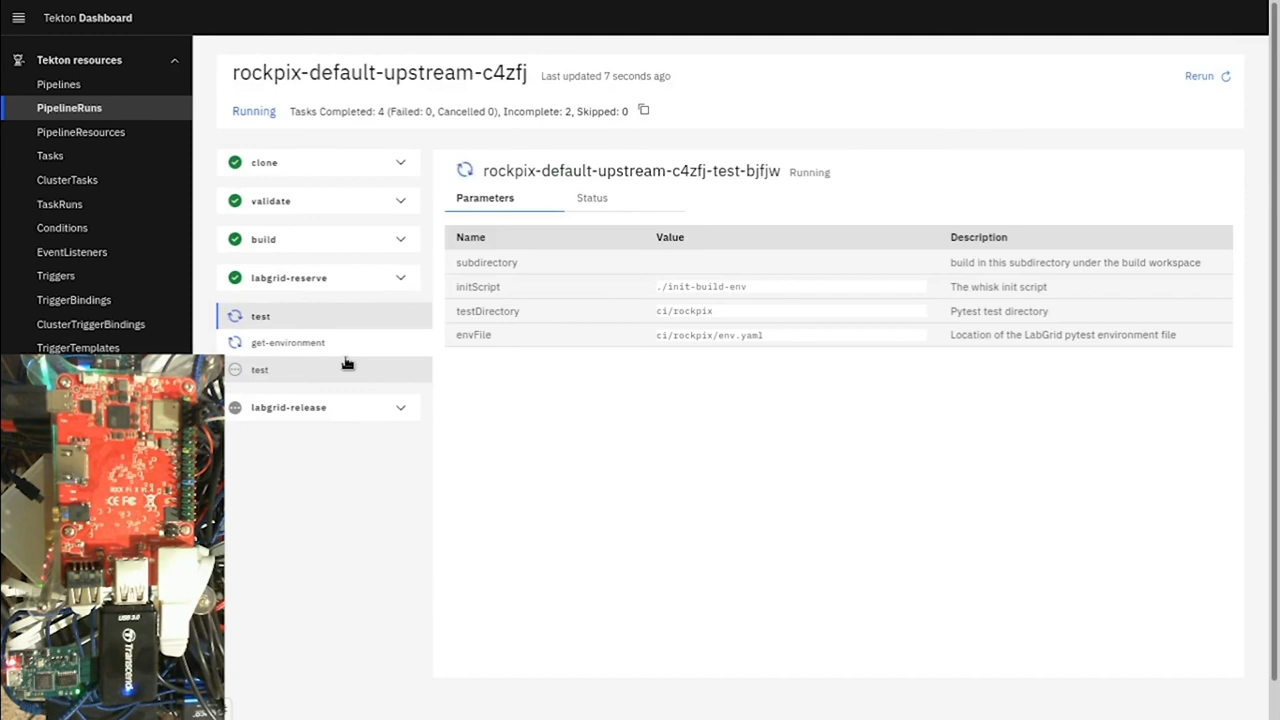 Tekton Dashboard
Tekton resources
Pipelines
PipelineRuns
PipelineResources
Tasks
ClusterTasks
TaskRuns
Conditions
EventListeners
Triggers
TriggerBindings
ClusterTriggerBindings
TriggerTemplates
rockpix-default-upstream-c4zfj Last updated 7 seconds ago
Rerun
Running Tasks Completed: 4 (Failed: 0, Cancelled 0), Incomplete: 2, Skipped: 0
clone
validate
build
labgrid-reserve
test
get-environment
test
labgrid-release
rockpix-default-upstream-c4zfj-test-bjfjw Running
Parameters Status
Name Value Description
subdirectory build in this subdirectory under the build workspace
initScript ./init-build-env The whisk init script
testDirectory ci/rockpix Pytest test directory
envFile ci/rockpix/env.yaml Location of the LabGrid pytest environment file
CE FC
USB 3.0
Transcend